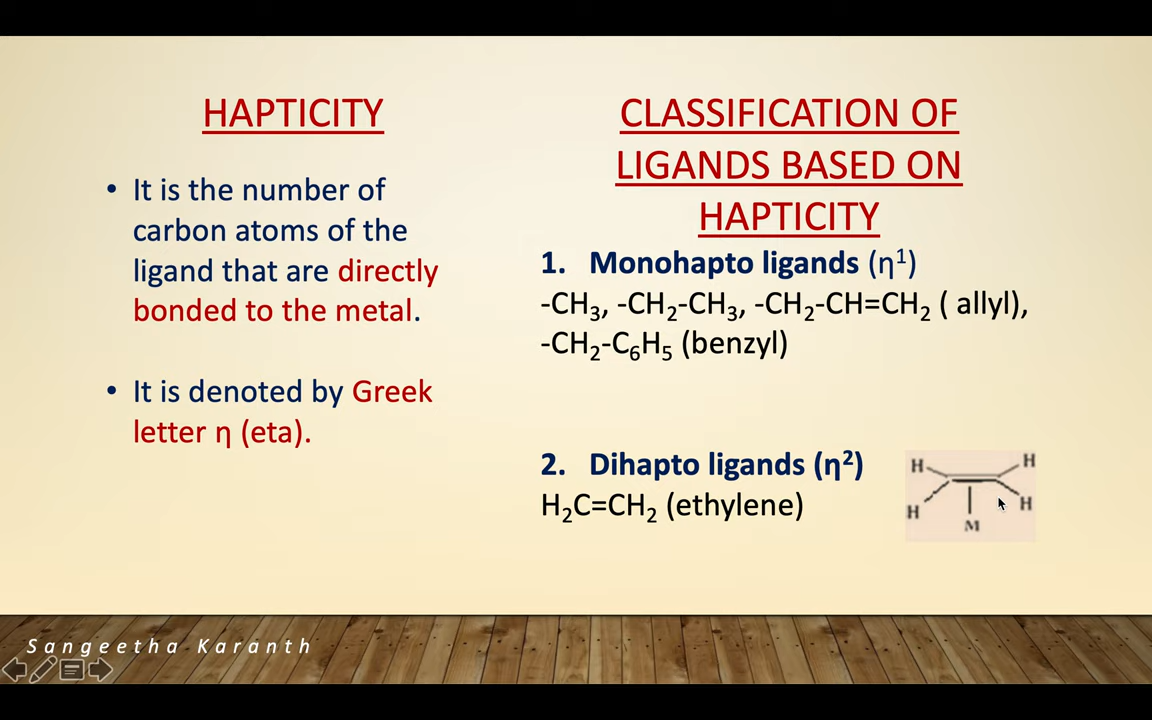 HAPTICITY
• It is the number of
carbon atoms of the
ligand that are directly
bonded to the metal.
• It is denoted by Greek
letter η (eta).
CLASSIFICATION OF
LIGANDS BASED ON
HAPTICITY
1. Monohapto ligands (η¹)
-CH₃, -CH₂-CH₃, -CH₂-CH=CH₂ ( allyl),
-CH₂-C₆H₅ (benzyl)
2. Dihapto ligands (η²)
H₂C=CH₂ (ethylene)
H H
H H
M
Sangeetha Karanth